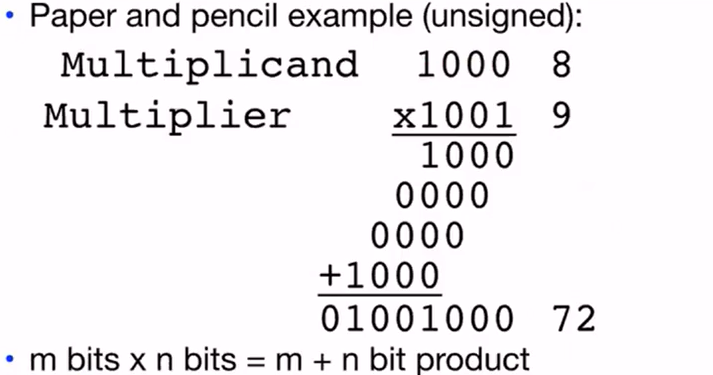 • Paper and pencil example (unsigned):
Multiplicand 1000 8
Multiplier x1001 9
1000
0000
0000
+1000
01001000 72
• m bits x n bits = m + n bit product